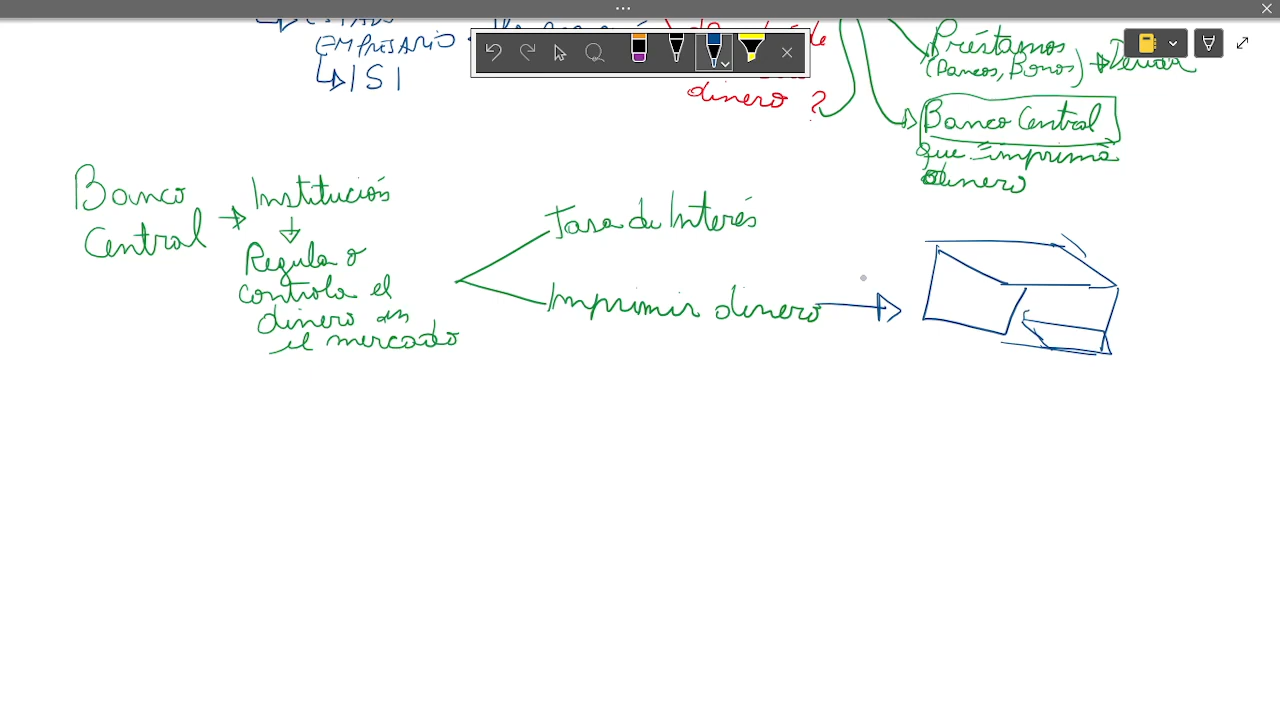 EMPRESARIO
ISI
dinero ?
Préstamos
(Bancos, Bonos)
Banco Central
que imprima
dinero
Banco
Central
Institución
Regula o
controla el
dinero en
el mercado
Tasa de Interés
Imprimir dinero